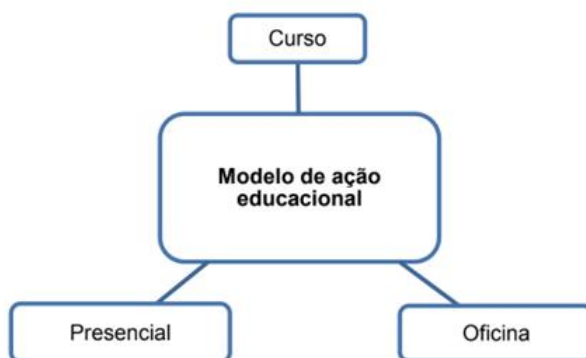 Curso
Modelo de ação
educacional
Presencial
Oficina